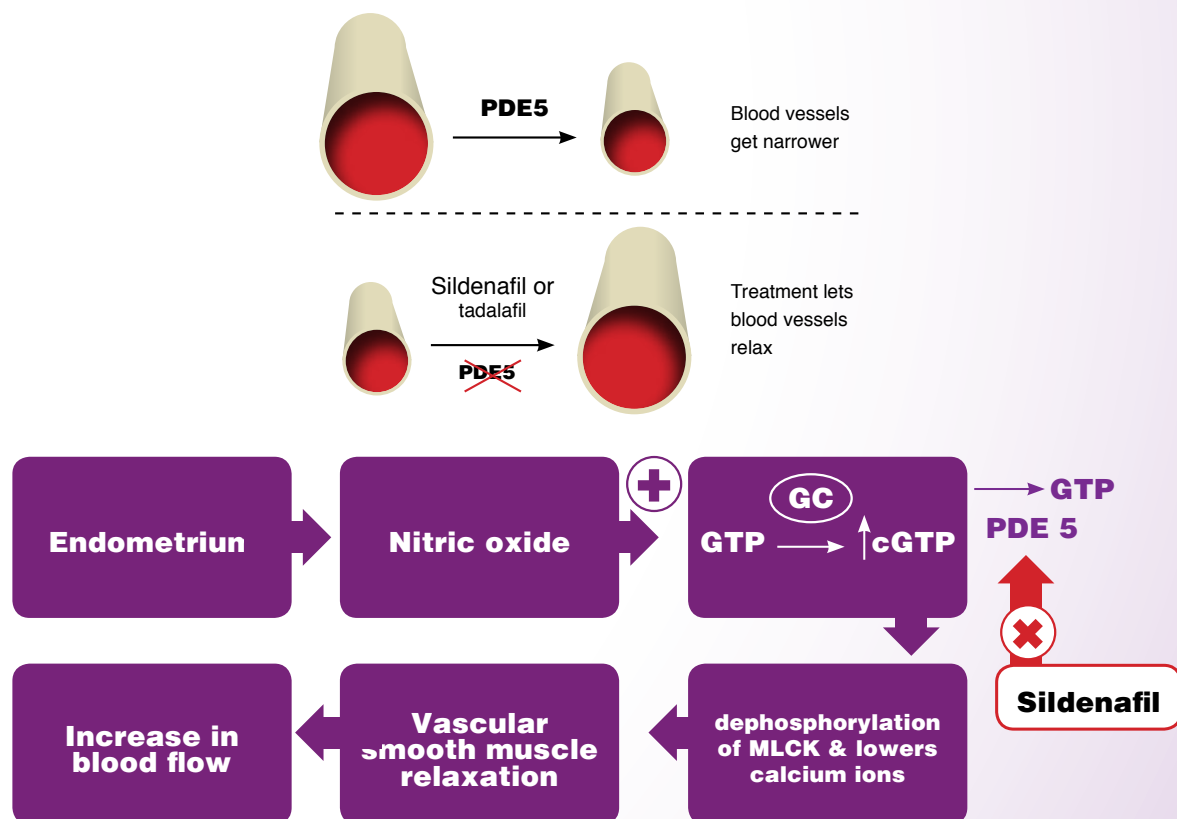 PDE5
Blood vessels
get narrower
Sildenafil or
tadalafil
PDE5
Treatment lets
blood vessels
relax
Endometriun
Nitric oxide
GC
GTP
cGTP
GTP
PDE 5
Sildenafil
dephosphorylation
of MLCK & lowers
calcium ions
Vascular
smooth muscle
relaxation
Increase in
blood flow